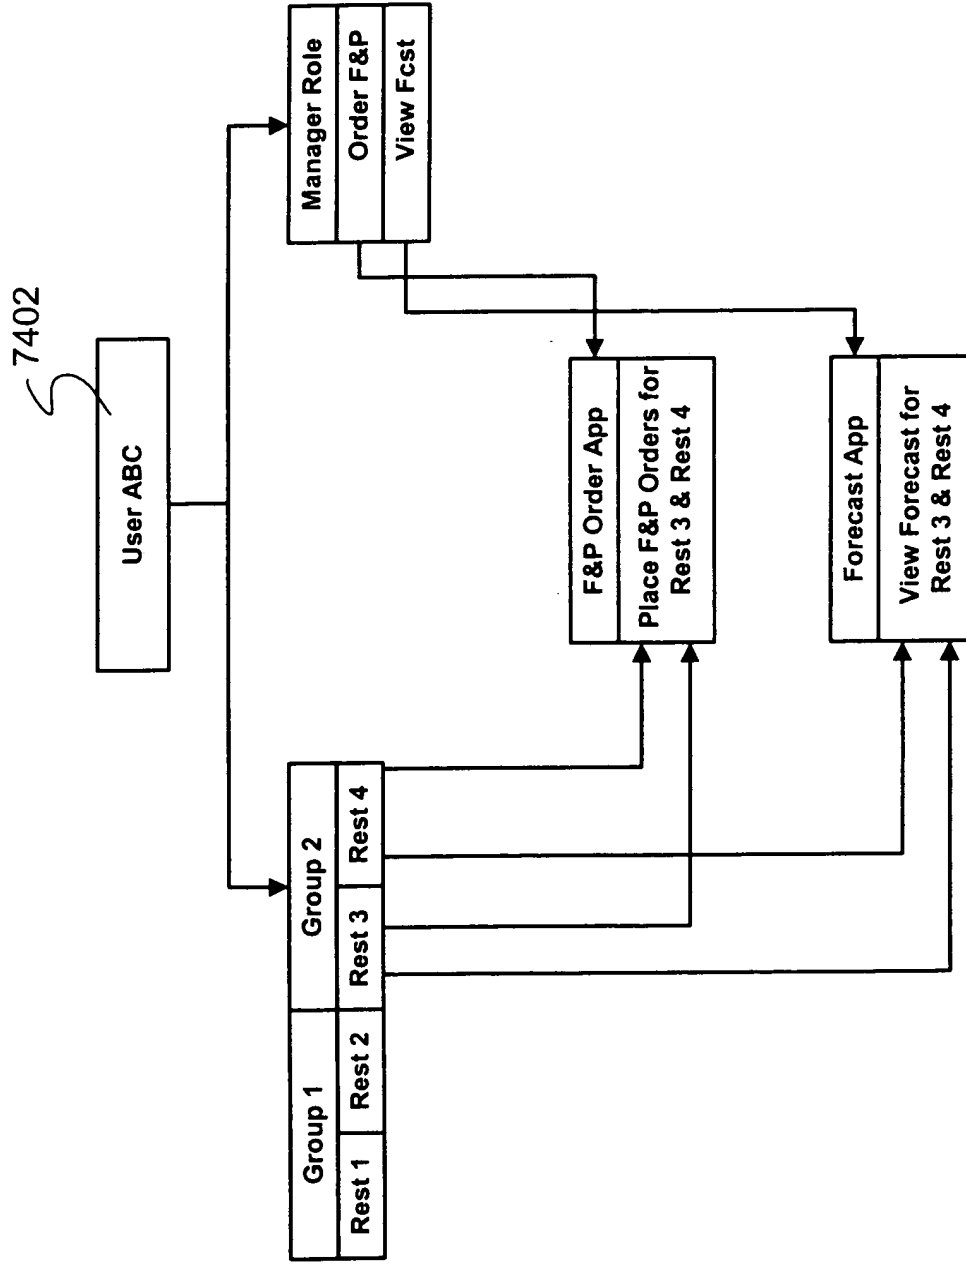 7402
User ABC
Group 1
Group 2
Rest 1
Rest 2
Rest 3
Rest 4
Manager Role
Order F&P
View Fcst
F&P Order App
Place F&P Orders for
Rest 3 & Rest 4
Forecast App
View Forecast for
Rest 3 & Rest 4